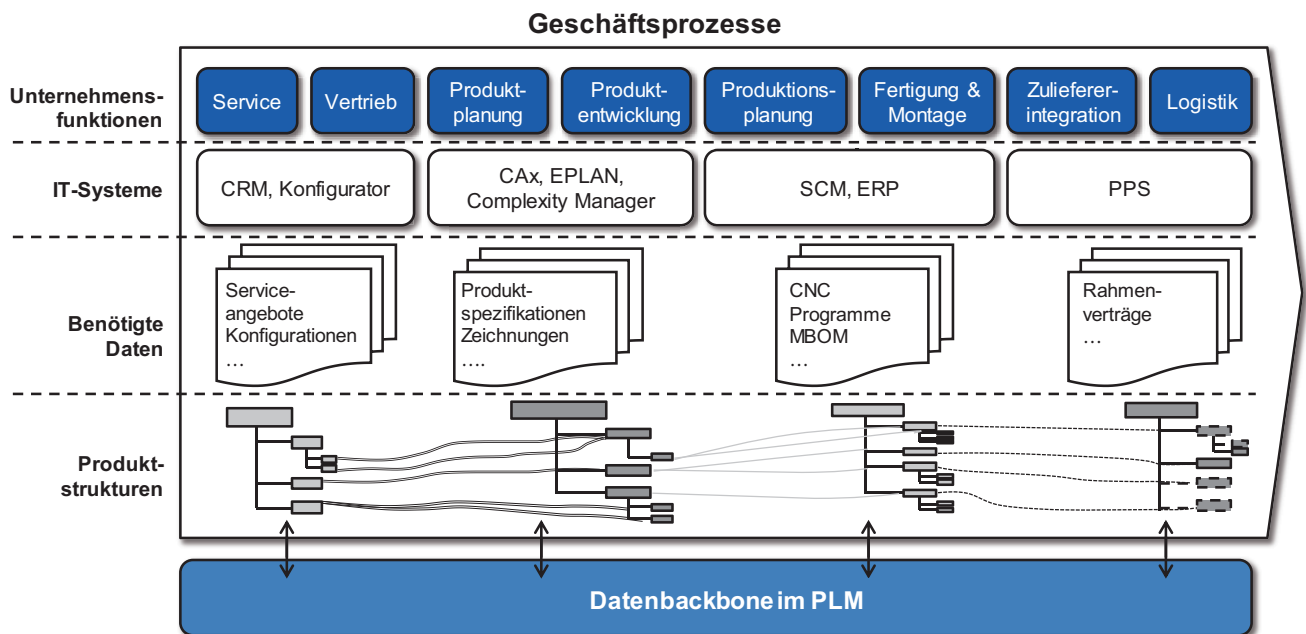 Geschäftsprozesse
Unternehmens-
funktionen
Service
Vertrieb
Produkt-
planung
Produkt-
entwicklung
Produktions-
planung
Fertigung &
Montage
Zulieferer-
integration
Logistik
IT-Systeme
CRM, Konfigurator
CAx, EPLAN,
Complexity Manager
SCM, ERP
PPS
Benötigte
Daten
Service-
angebote
Konfigurationen
…
Produkt-
spezifikationen
Zeichnungen
….
CNC
Programme
MBOM
…
Rahmen-
verträge
…
Produkt-
strukturen
Datenbackbone im PLM